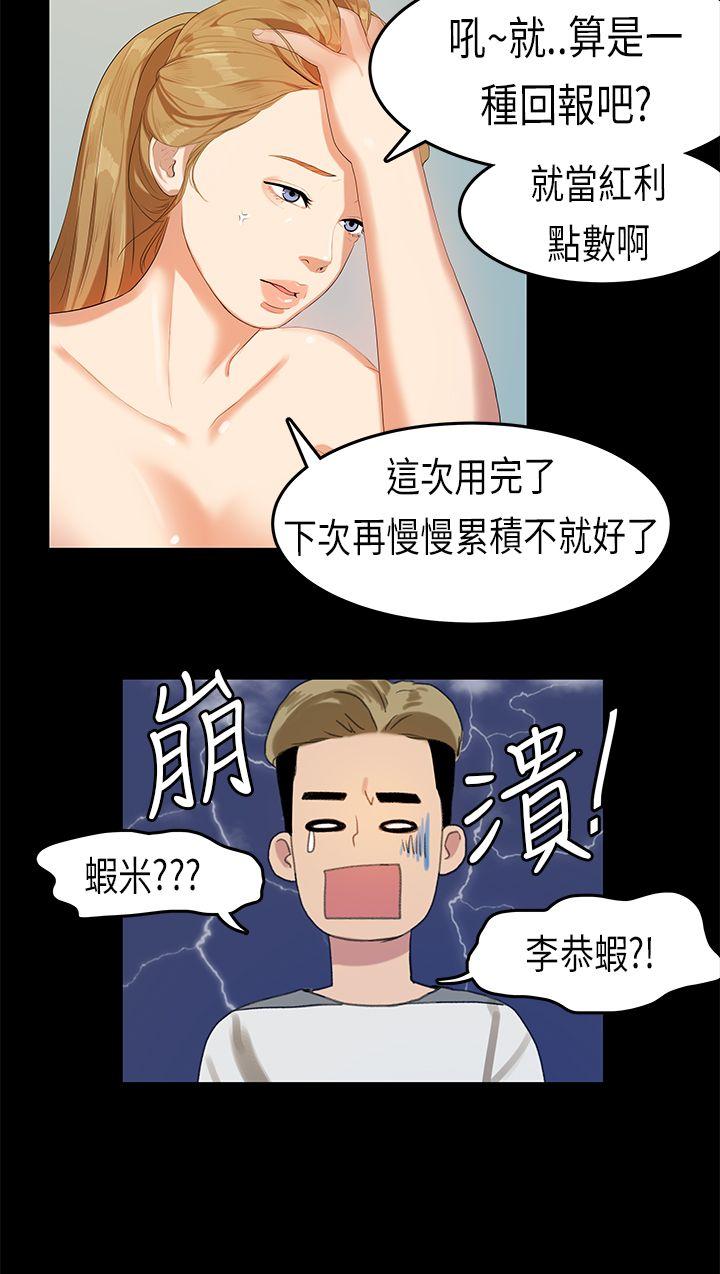 吼~就..算是一
種回報吧?
就當紅利
點數啊
這次用完了
下次再慢慢累積不就好了
崩
潰!
蝦米???
李恭蝦?!